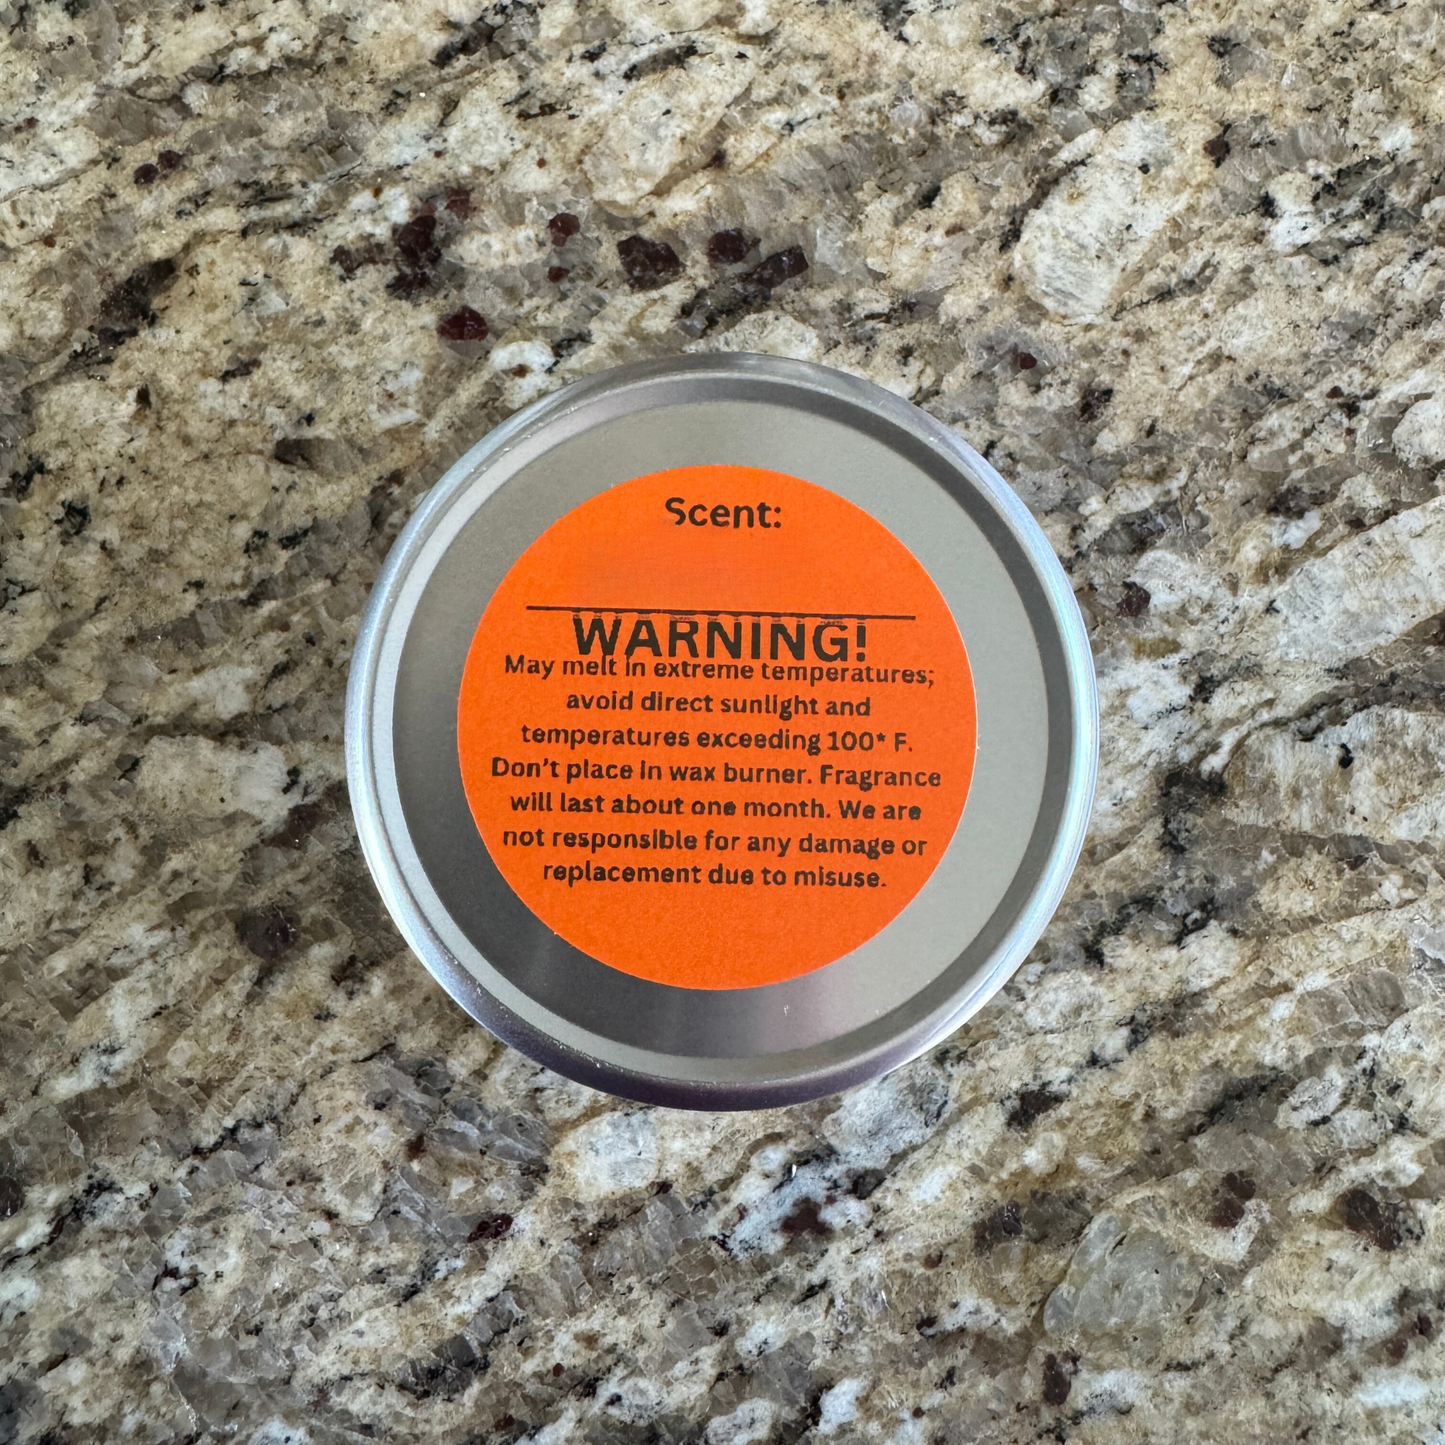 Scent:
WARNING!
May melt in extreme temperatures;
avoid direct sunlight and
temperatures exceeding 100* F.
Don't place in wax burner. Fragrance
will last about one month. We are
not responsible for any damage or
replacement due to misuse.